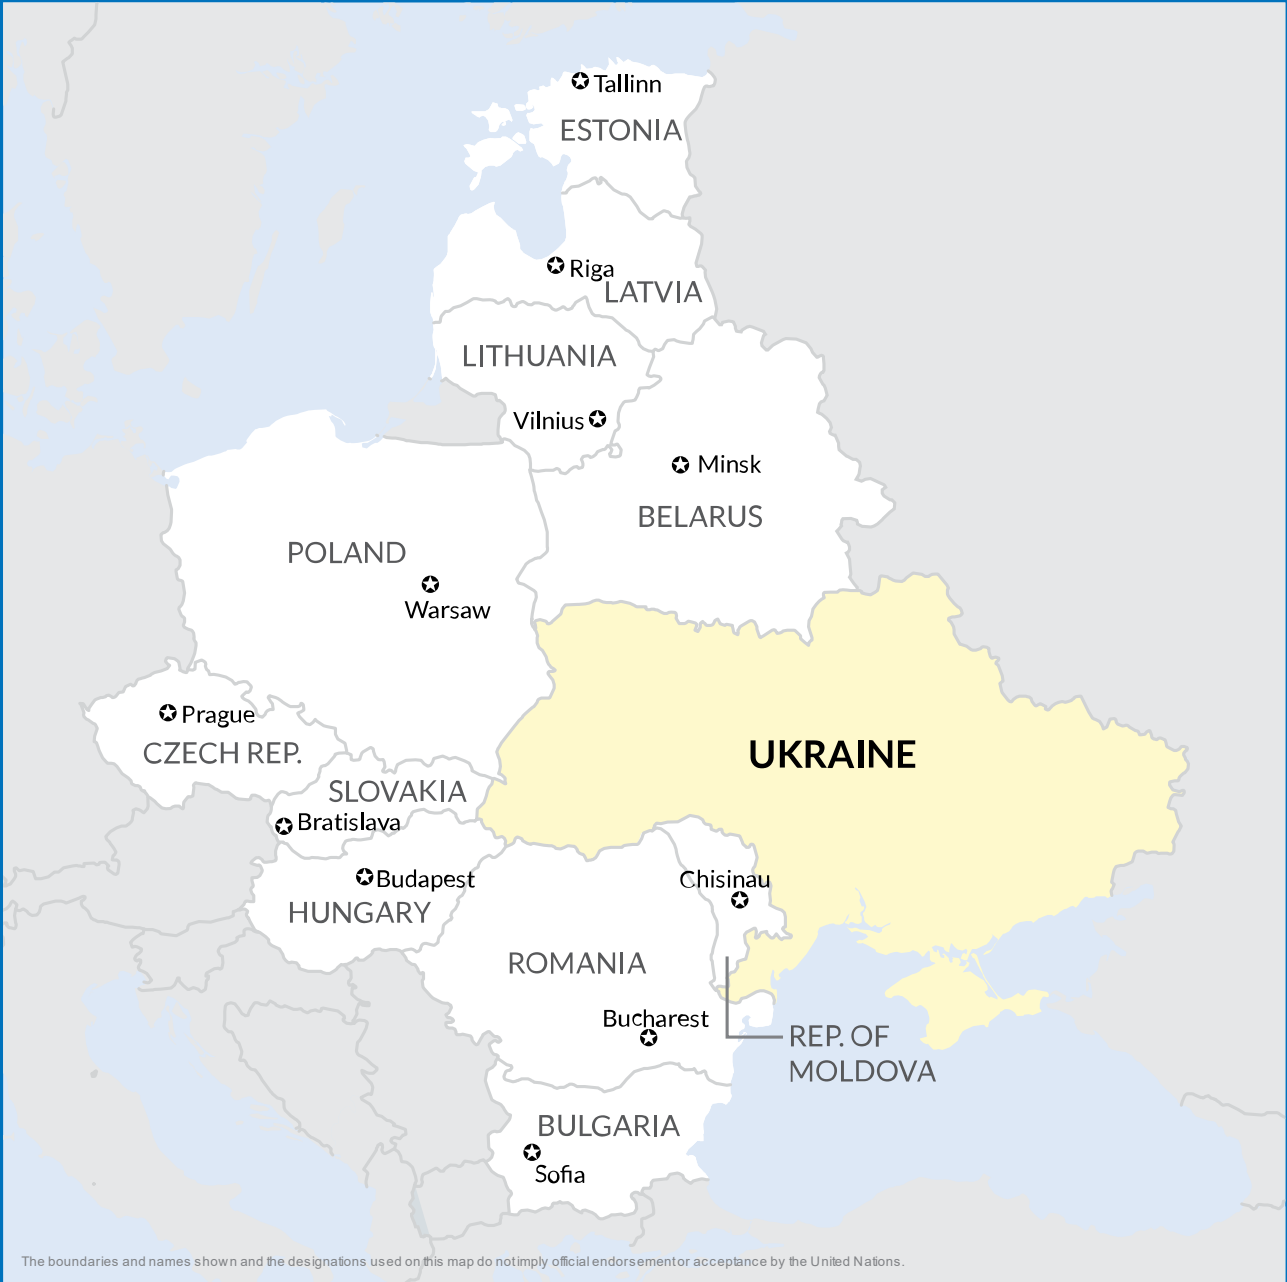 Tallinn
ESTONIA
Riga
LATVIA
LITHUANIA
Vilnius
Minsk
BELARUS
POLAND
Warsaw
Prague
CZECH REP.
UKRAINE
SLOVAKIA
Bratislava
Budapest
HUNGARY
Chisinau
ROMANIA
Bucharest
REP. OF
MOLDOVA
BULGARIA
Sofia
The boundaries and names shown and the designations used on this map do not imply official endorsement or acceptance by the United Nations.